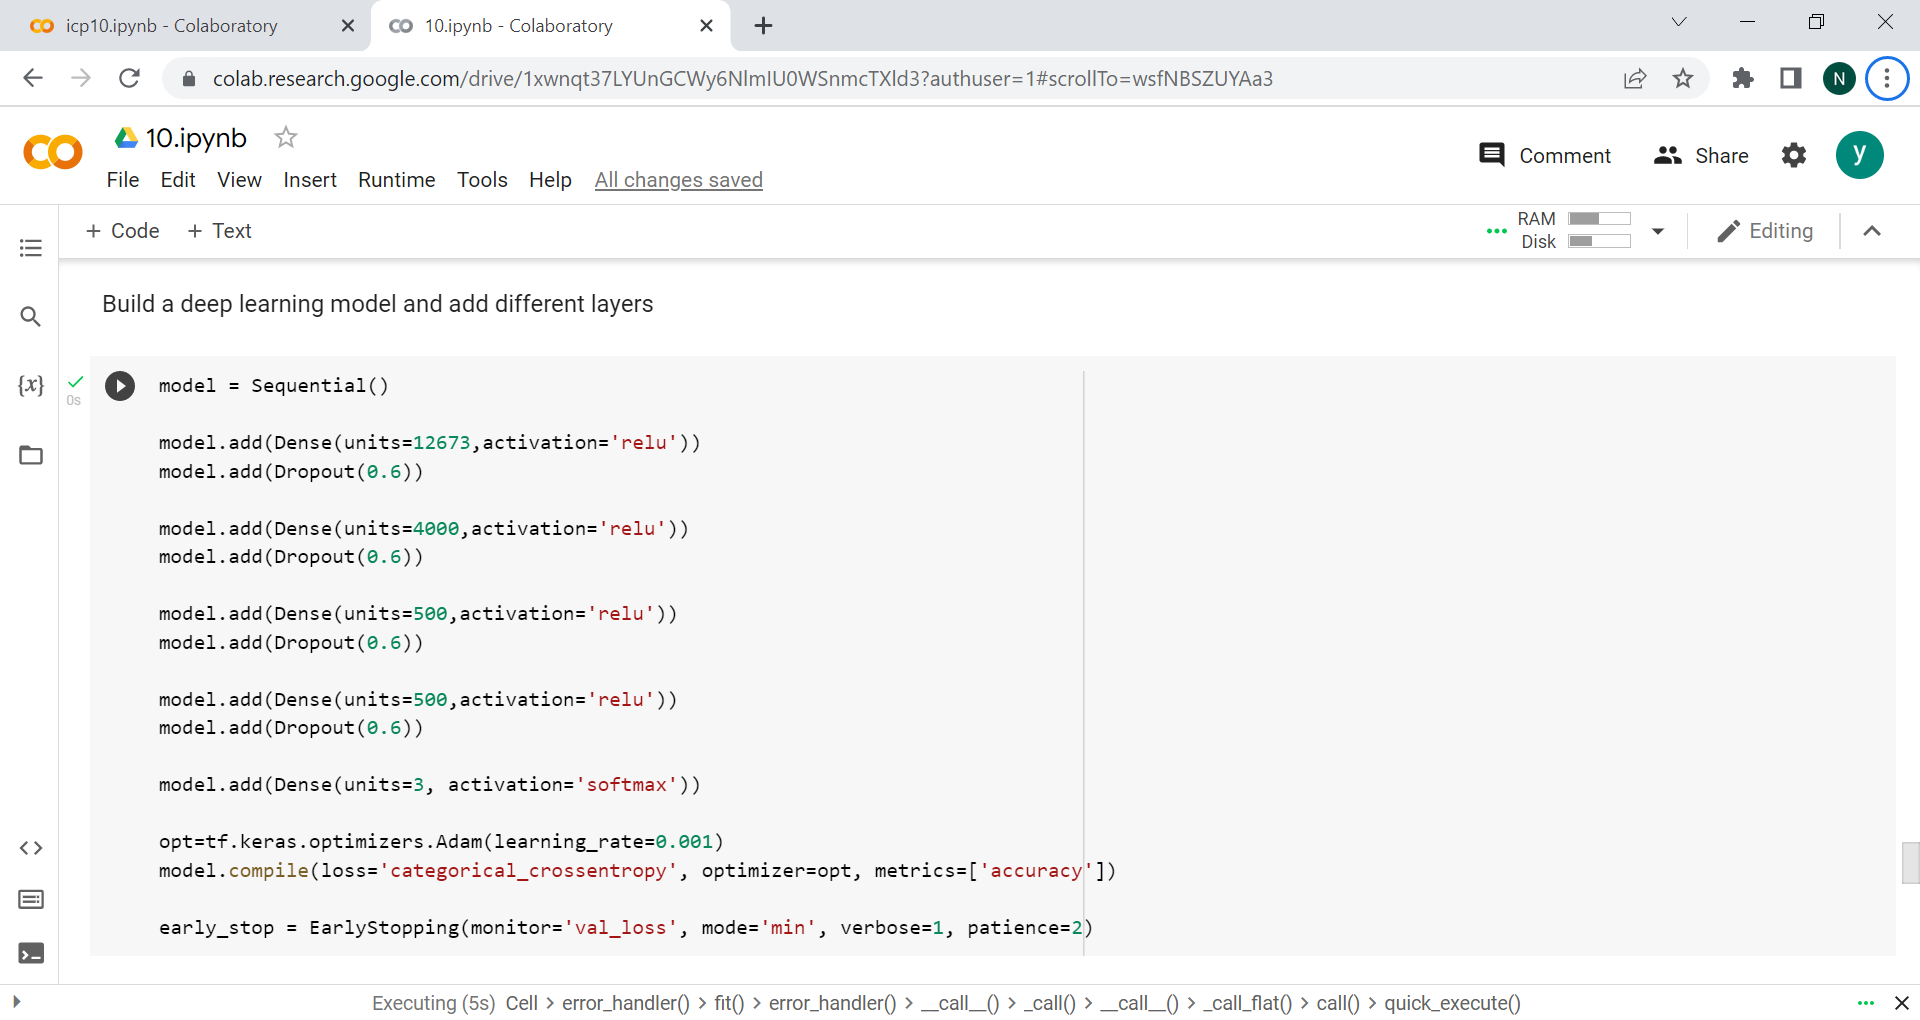 icp10.ipynb - Colaboratory
10.ipynb - Colaboratory
colab.research.google.com/drive/1xwnqt37LYUnGCWy6NlmIU0WSnmcTXld3?authuser=1#scrollTo=wsfNBSZUYAa3
N
10.ipynb
Comment
Share
y
File Edit View Insert Runtime Tools Help All changes saved
+ Code + Text
RAM
Disk
Editing
Build a deep learning model and add different layers
{x}
0s
model = Sequential()
model.add(Dense(units=12673,activation='relu'))
model.add(Dropout(0.6))
model.add(Dense(units=4000,activation='relu'))
model.add(Dropout(0.6))
model.add(Dense(units=500,activation='relu'))
model.add(Dropout(0.6))
model.add(Dense(units=500,activation='relu'))
model.add(Dropout(0.6))
model.add(Dense(units=3, activation='softmax'))
opt=tf.keras.optimizers.Adam(learning_rate=0.001)
model.compile(loss='categorical_crossentropy', optimizer=opt, metrics=['accuracy'])
early_stop = EarlyStopping(monitor='val_loss', mode='min', verbose=1, patience=2)
Executing (5s) Cell > error_handler() > fit() > error_handler() > __call__() > _call() > __call__() > _call_flat() > call() > quick_execute()